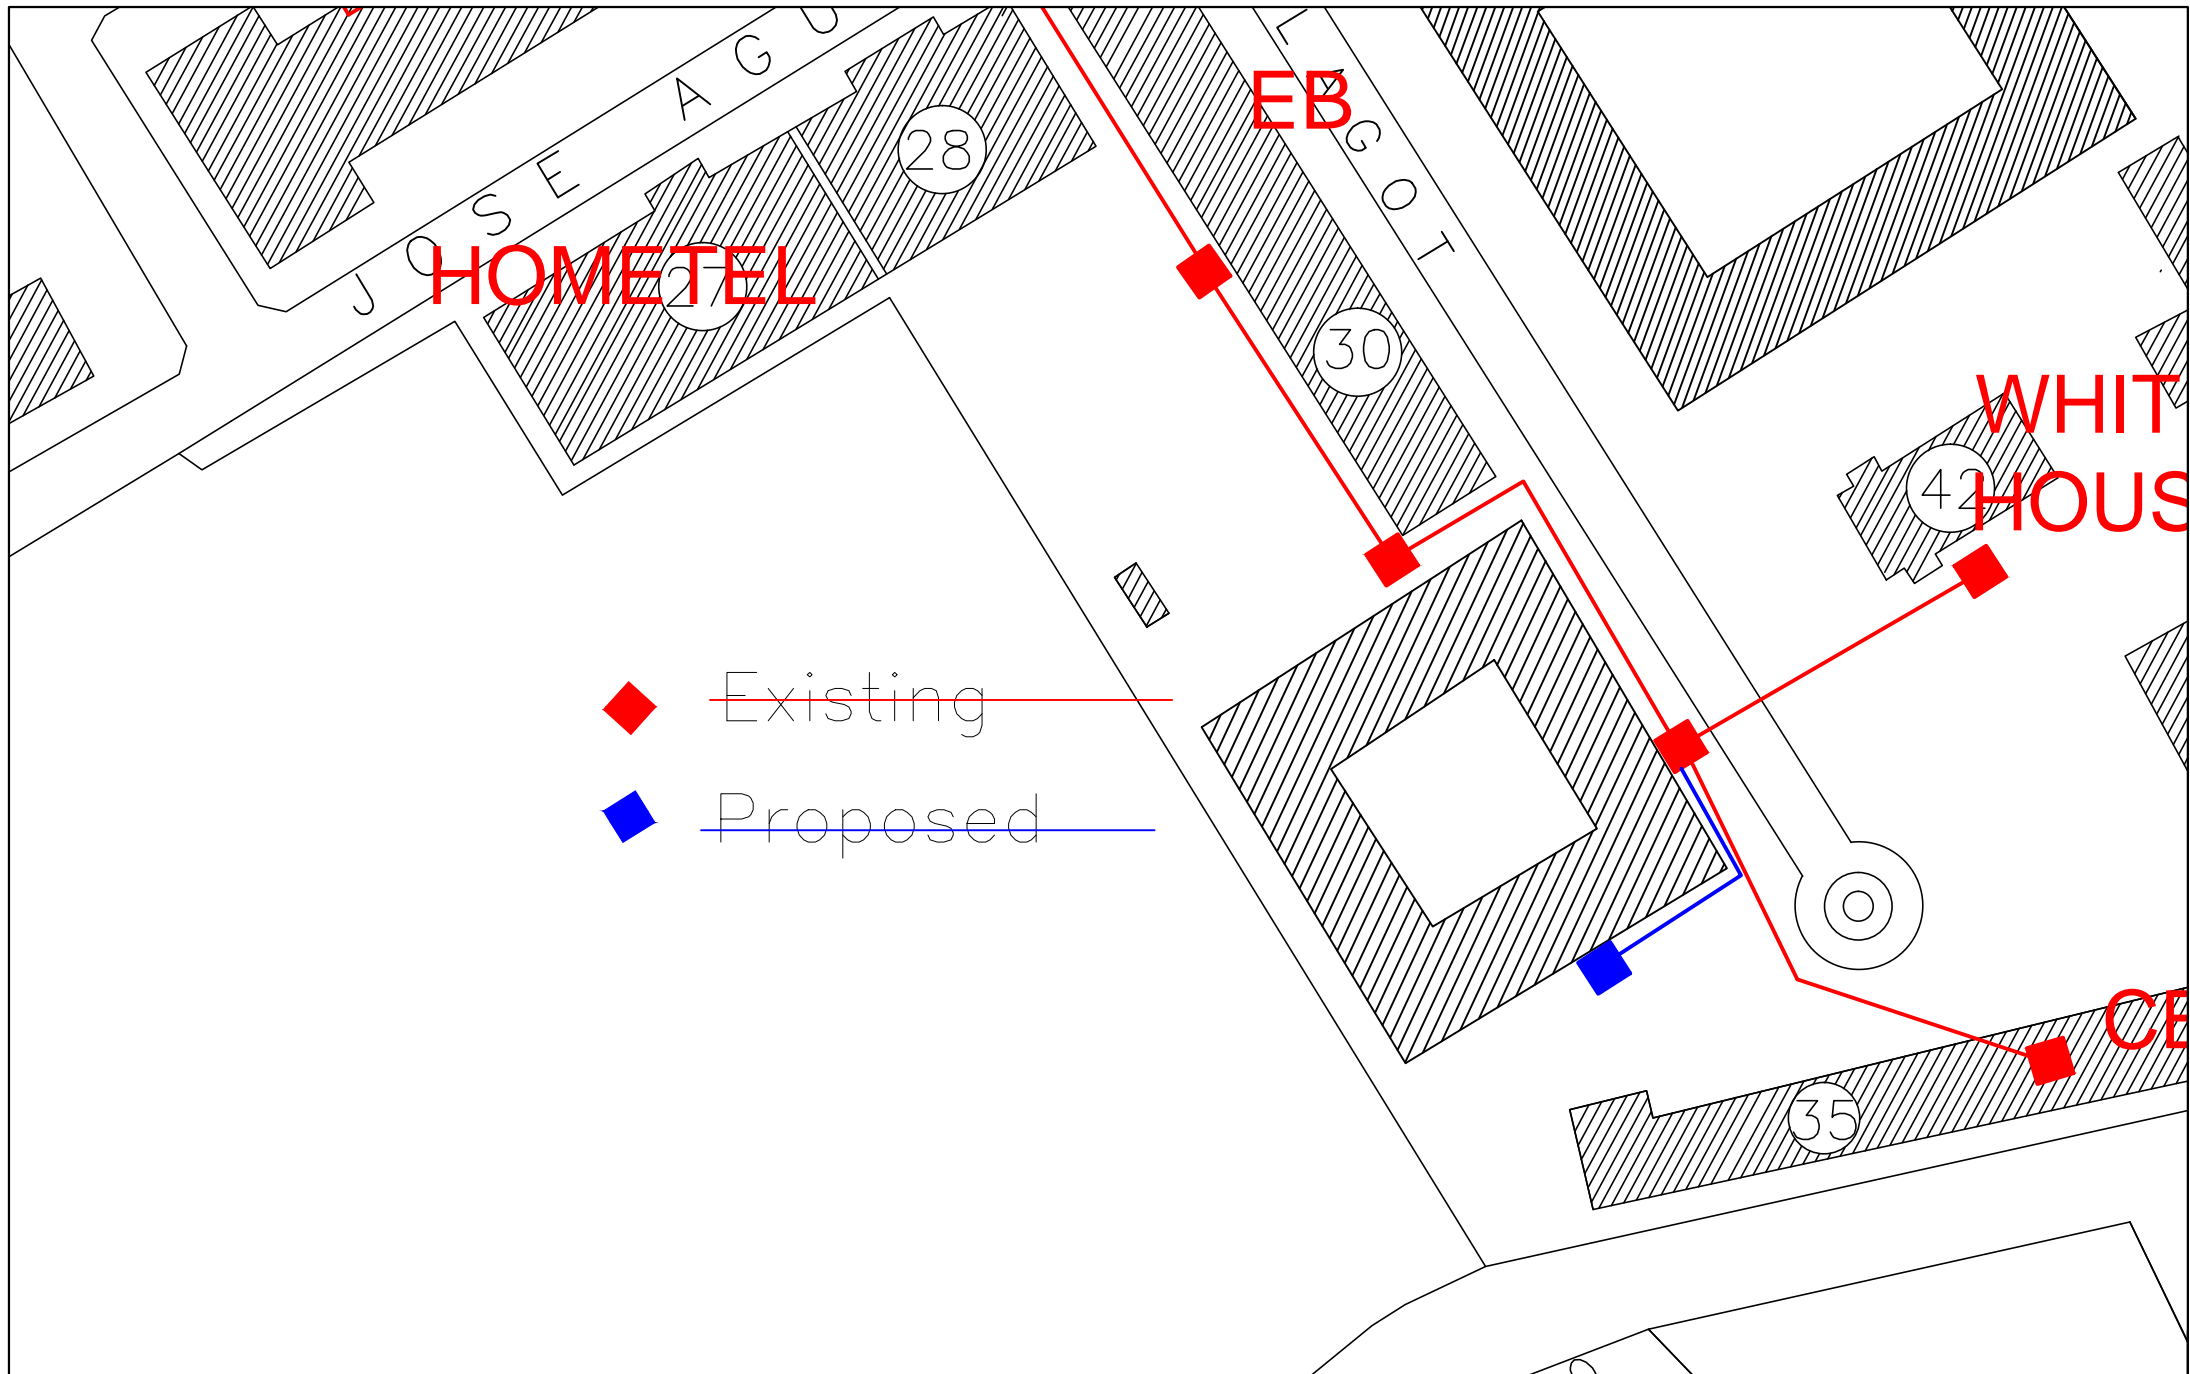 JOSE AGU
LAGOT
EB
28
HOMETEL
27
30
WHIT
42
HOUS
Existing
Proposed
CE
35